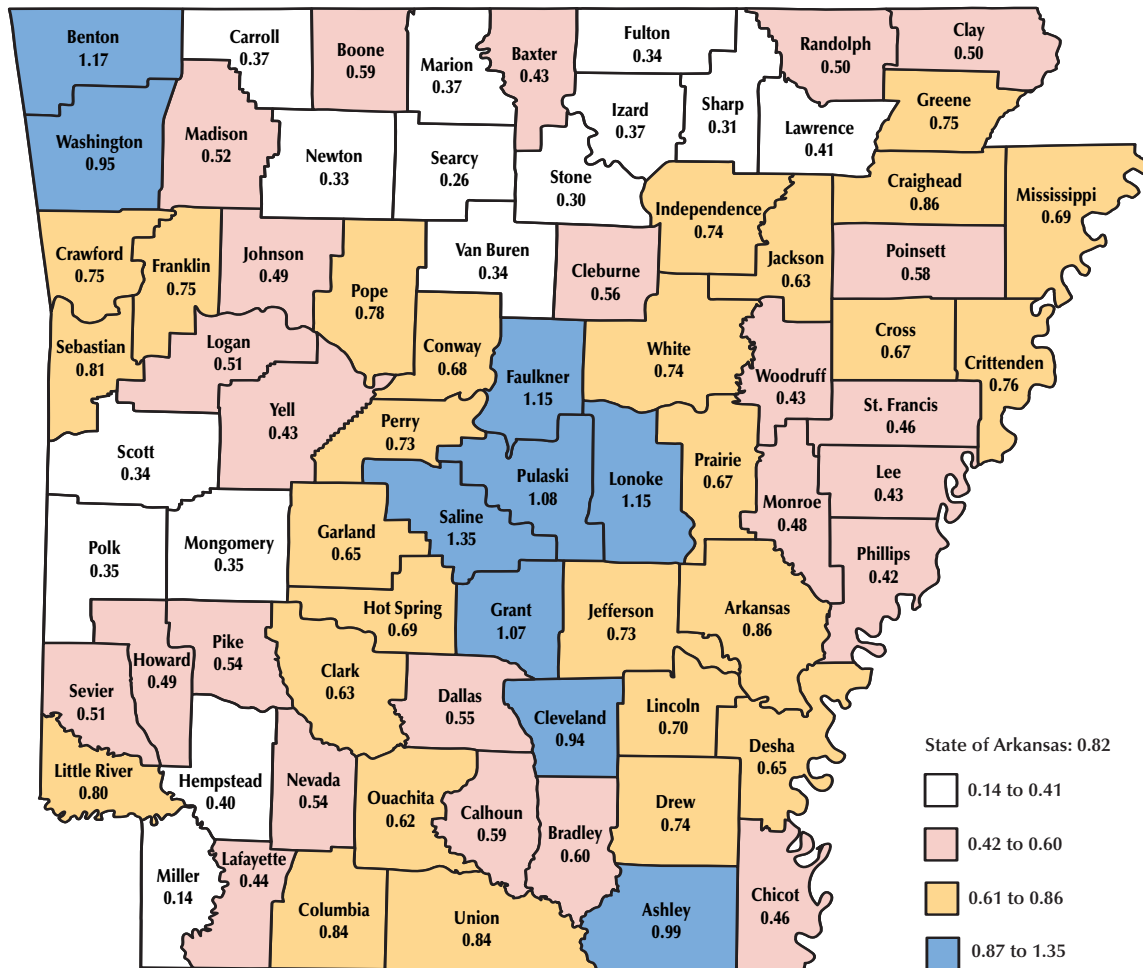 Benton
1.17
Carroll
0.37
Boone
0.59
Marion
0.37
Baxter
0.43
Fulton
0.34
Randolph
0.50
Clay
0.50
Izard
0.37
Sharp
0.31
Lawrence
0.41
Greene
0.75
Washington
0.95
Madison
0.52
Newton
0.33
Searcy
0.26
Stone
0.30
Independence
0.74
Craighead
0.86
Mississippi
0.69
Crawford
0.75
Franklin
0.75
Johnson
0.49
Pope
0.78
Van Buren
0.34
Cleburne
0.56
Jackson
0.63
Poinsett
0.58
Sebastian
0.81
Logan
0.51
Conway
0.68
Faulkner
1.15
White
0.74
Woodruff
0.43
Cross
0.67
Crittenden
0.76
Yell
0.43
Perry
0.73
St. Francis
0.46
Scott
0.34
Saline
1.35
Pulaski
1.08
Lonoke
1.15
Prairie
0.67
Monroe
0.48
Lee
0.43
Polk
0.35
Mongomery
0.35
Garland
0.65
Phillips
0.42
Hot Spring
0.69
Grant
1.07
Jefferson
0.73
Arkansas
0.86
Sevier
0.51
Howard
0.49
Pike
0.54
Clark
0.63
Dallas
0.55
Cleveland
0.94
Lincoln
0.70
Desha
0.65
Little River
0.80
Hempstead
0.40
Nevada
0.54
Ouachita
0.62
Calhoun
0.59
Bradley
0.60
Drew
0.74
Miller
0.14
Lafayette
0.44
Columbia
0.84
Union
0.84
Ashley
0.99
Chicot
0.46
State of Arkansas: 0.82
0.14 to 0.41
0.42 to 0.60
0.61 to 0.86
0.87 to 1.35